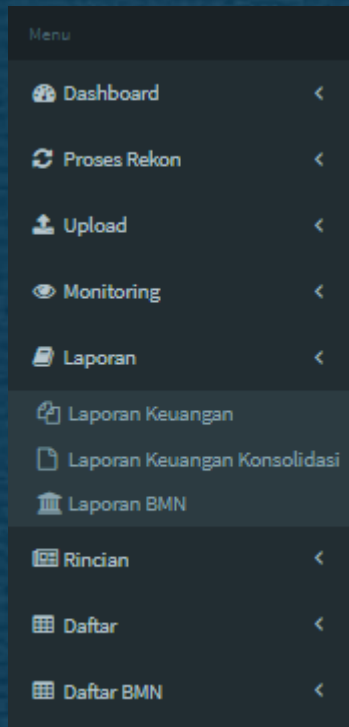 Menu
Dashboard
Proses Rekon
Upload
Monitoring
Laporan
Laporan Keuangan
Laporan Keuangan Konsolidasi
Laporan BMN
Rincian
Daftar
Daftar BMN